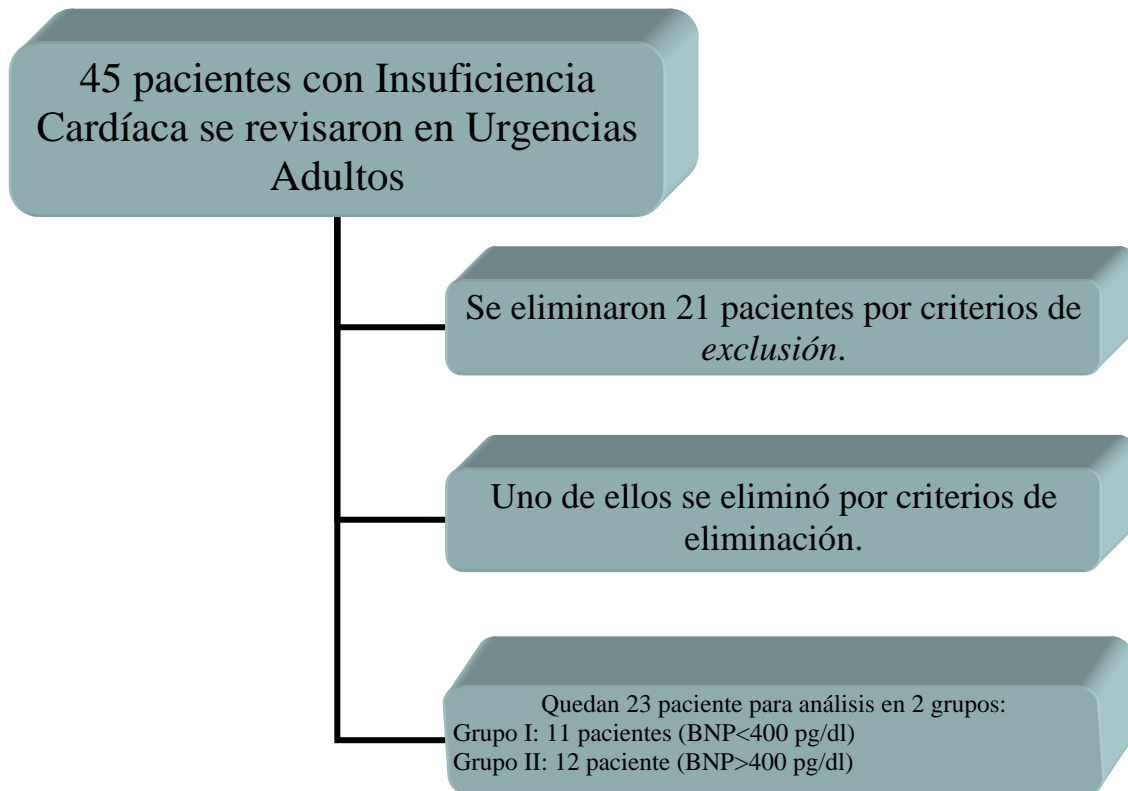 45 pacientes con Insuficiencia
Cardíaca se revisaron en Urgencias
Adultos
Se eliminaron 21 pacientes por criterios de
exclusión.
Uno de ellos se eliminó por criterios de
eliminación.
Quedan 23 paciente para análisis en 2 grupos:
Grupo I: 11 pacientes (BNP<400 pg/dl)
Grupo II: 12 paciente (BNP>400 pg/dl)